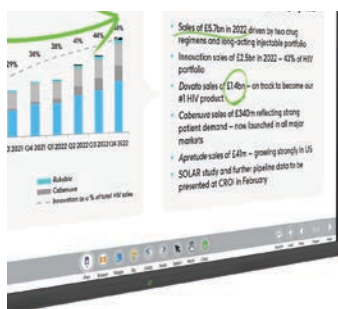 Sales of £5.7bn in 2022 driven by two drug
regimens and long-acting injectable portfolio
Innovation sales of £2.5bn in 2022 – 43% of HIV
portfolio
Dovato sales of £1.4bn – on track to become our
#1 HIV product
Cabenuva sales of £340m reflecting strong
patient demand – now launched in all major
markets
Apretude sales of £41m – growing strongly in US
SOLAR study and further pipeline data to be
presented at CROI in February
29%
34%
38%
41%
44%
Q4 2021 Q1 2022 Q2 2022 Q3 2022 Q4 2022
Rukobia
Cabenuva
Innovation as a % of total HIV sales